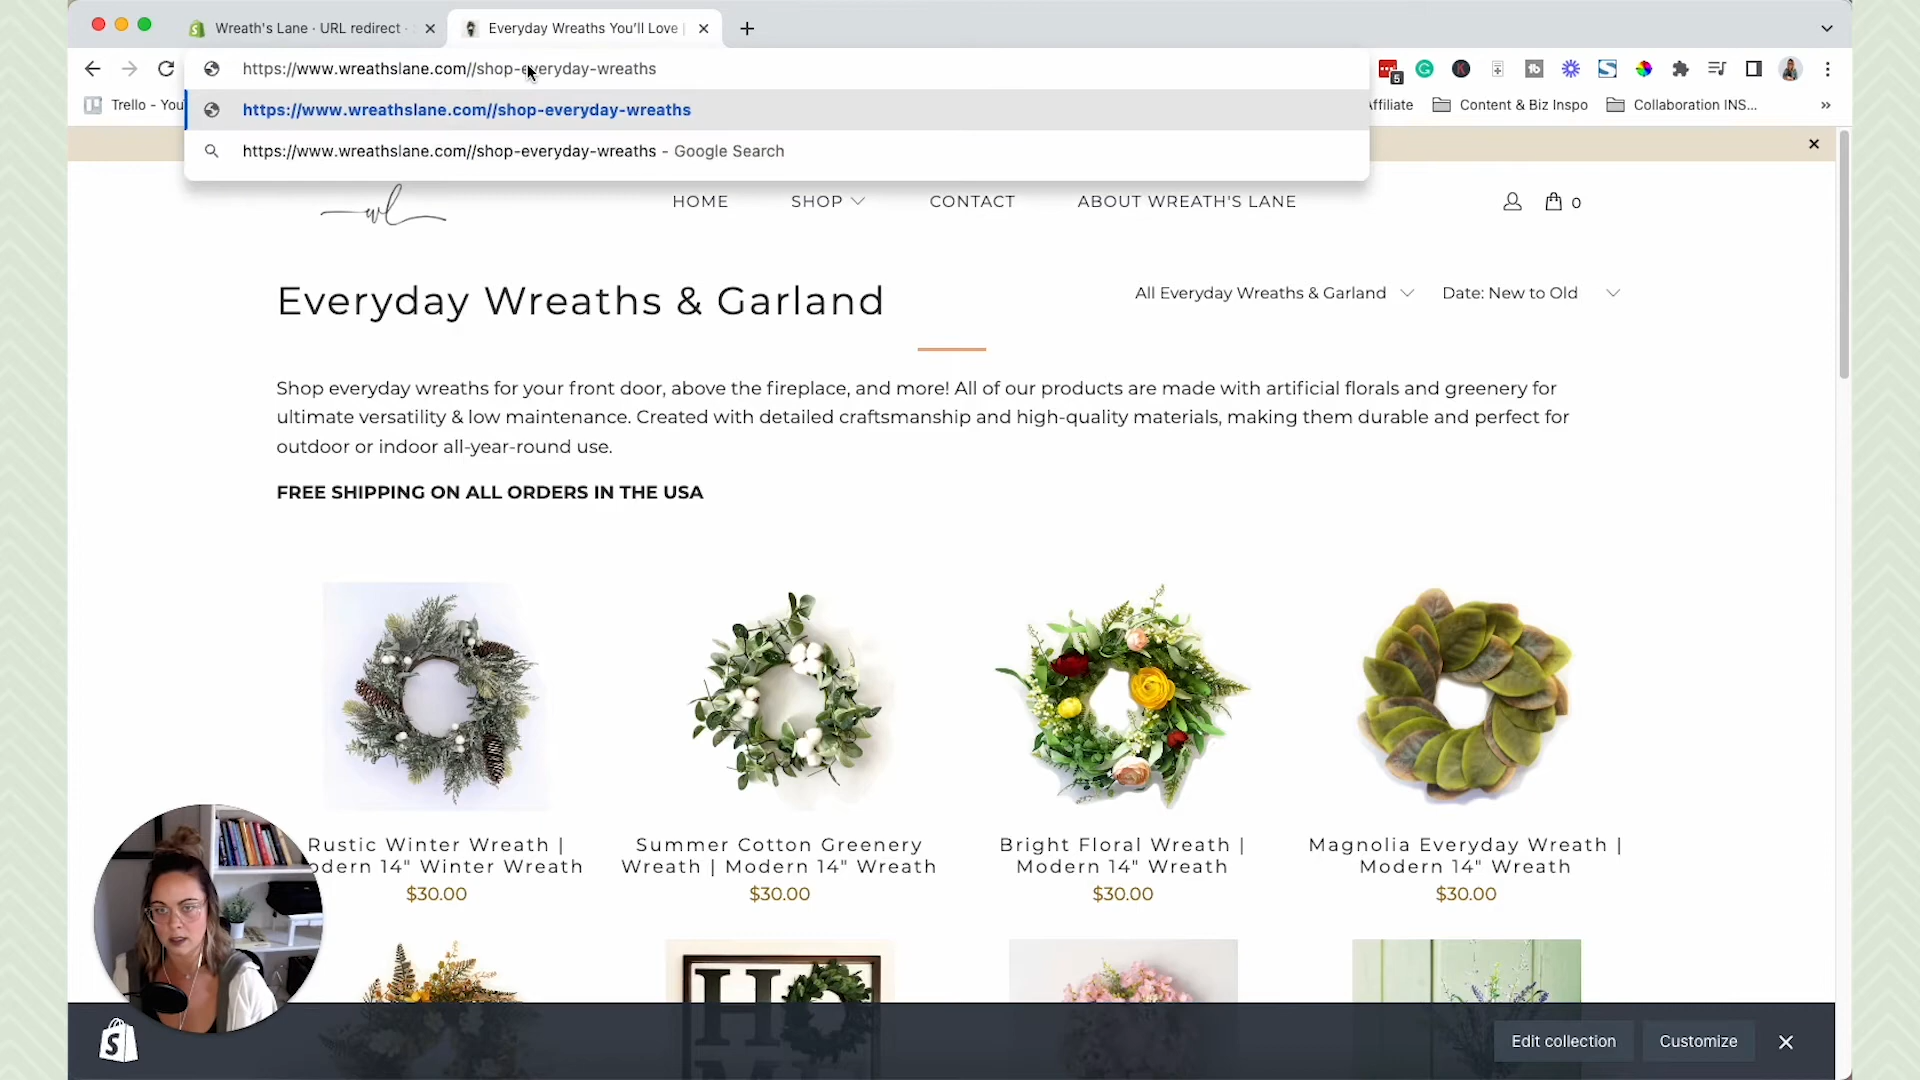 Wreath's Lane · URL redirect ·
Everyday Wreaths You'll Love |
https://www.wreathslane.com//shop-everyday-wreaths
5
Trello - You
https://www.wreathslane.com//shop-everyday-wreaths
Affiliate
Content & Biz Inspo
Collaboration INS...
https://www.wreathslane.com//shop-everyday-wreaths - Google Search
wl
HOME
SHOP
CONTACT
ABOUT WREATH'S LANE
0
Everyday Wreaths & Garland
All Everyday Wreaths & Garland
Date: New to Old
Shop everyday wreaths for your front door, above the fireplace, and more! All of our products are made with artificial florals and greenery for
ultimate versatility & low maintenance. Created with detailed craftsmanship and high-quality materials, making them durable and perfect for
outdoor or indoor all-year-round use.
FREE SHIPPING ON ALL ORDERS IN THE USA
Rustic Winter Wreath |
odern 14" Winter Wreath
$30.00
Summer Cotton Greenery
Wreath | Modern 14" Wreath
$30.00
Bright Floral Wreath |
Modern 14" Wreath
$30.00
Magnolia Everyday Wreath |
Modern 14" Wreath
$30.00
H
Edit collection
Customize